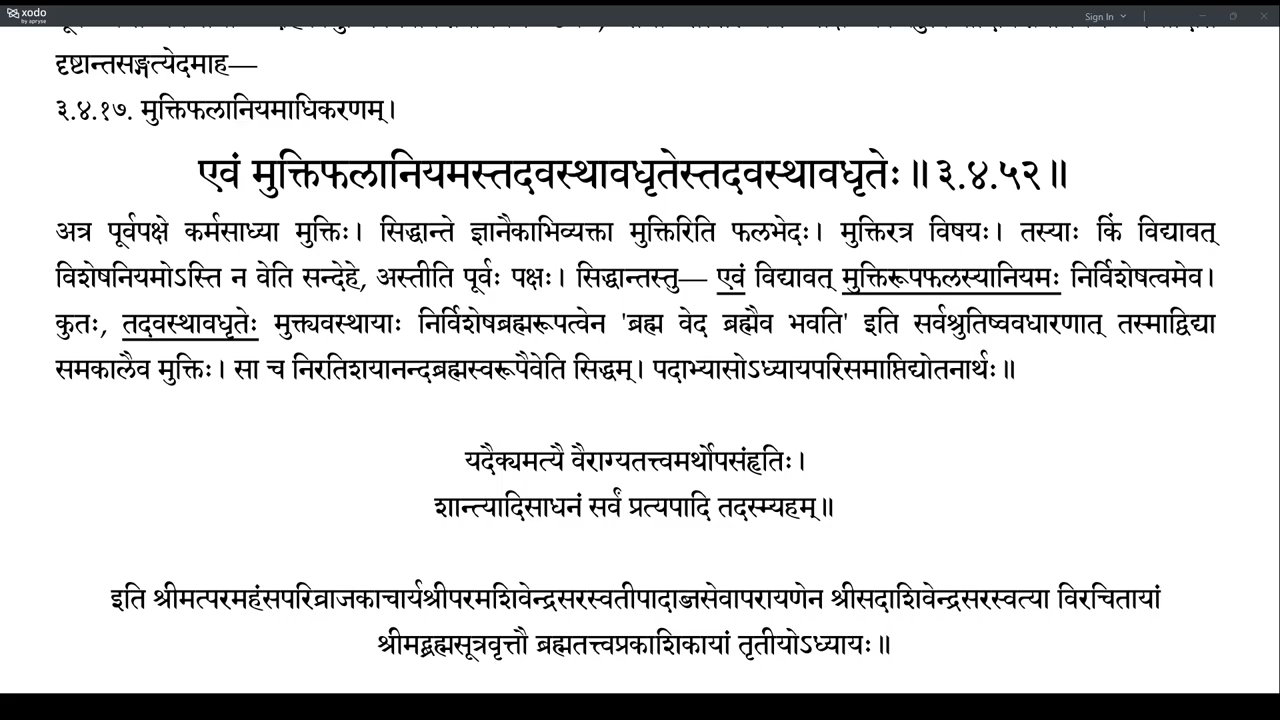 xodo
by apryse
Sign In
दृष्टान्तसङ्गत्येदमाह—
३.४.१७. मुक्तिफलानियमाधिकरणम्।
एवं मुक्तिफलानियमस्तदवस्थावधृतेस्तदवस्थावधृतेः॥३.४.५२॥
अत्र पूर्वपक्षे कर्मसाध्या मुक्तिः। सिद्धान्ते ज्ञानैकाभिव्यक्ता मुक्तिरिति फलभेदः। मुक्तिरत्र विषयः। तस्याः किं विद्यावत्
विशेषनियमोऽस्ति न वेति सन्देहे, अस्तीति पूर्वः पक्षः। सिद्धान्तस्तु— एवं विद्यावत् मुक्तिरूपफलस्यानियमः निर्विशेषत्वमेव।
कुतः, तदवस्थावधृतेः मुक्त्यवस्थायाः निर्विशेषब्रह्मरूपत्वेन 'ब्रह्म वेद ब्रह्मैव भवति' इति सर्वश्रुतिष्ववधारणात् तस्माद्विद्या
समकालैव मुक्तिः। सा च निरतिशयानन्दब्रह्मस्वरूपैवेति सिद्धम्। पदाभ्यासोऽध्यायपरिसमाप्तिद्योतनार्थः॥
यदैक्यमत्यै वैराग्यतत्त्वमर्थोपसंहृतिः।
शान्त्यादिसाधनं सर्वं प्रत्यपादि तदस्म्यहम्॥
इति श्रीमत्परमहंसपरिव्राजकाचार्यश्रीपरमशिवेन्द्रसरस्वतीपादाब्जसेवापरायणेन श्रीसदाशिवेन्द्रसरस्वत्या विरचितायां
श्रीमद्ब्रह्मसूत्रवृत्तौ ब्रह्मतत्त्वप्रकाशिकायां तृतीयोऽध्यायः॥